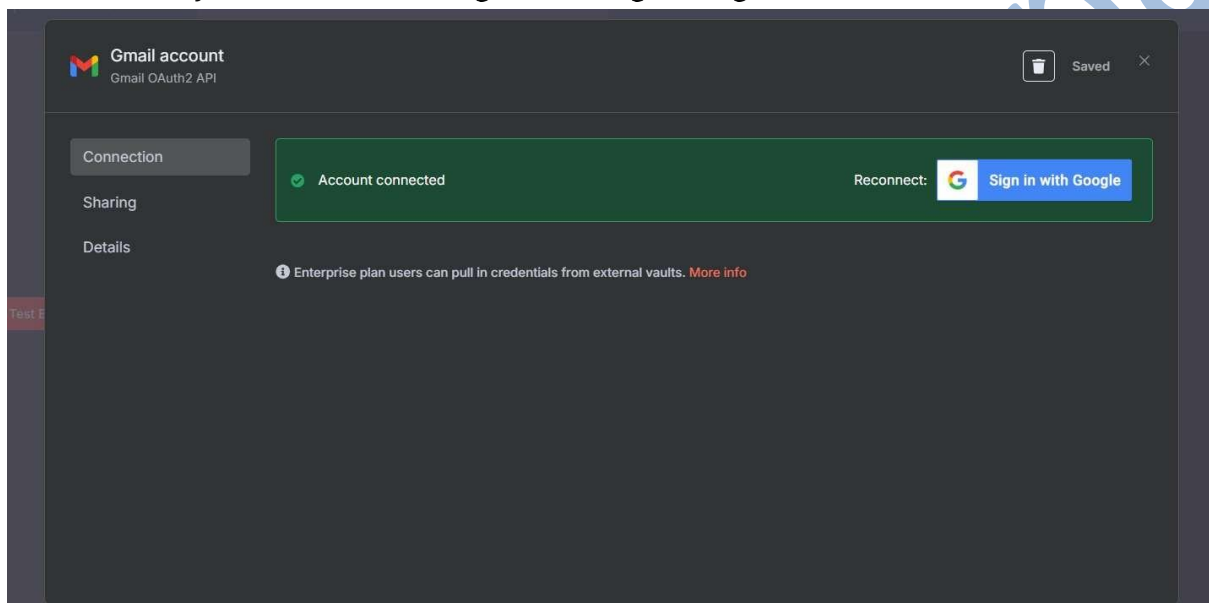 Gmail account
Gmail OAuth2 API
Saved
Connection
Sharing
Details
Account connected
Reconnect:
G Sign in with Google
Enterprise plan users can pull in credentials from external vaults. More info
Test E